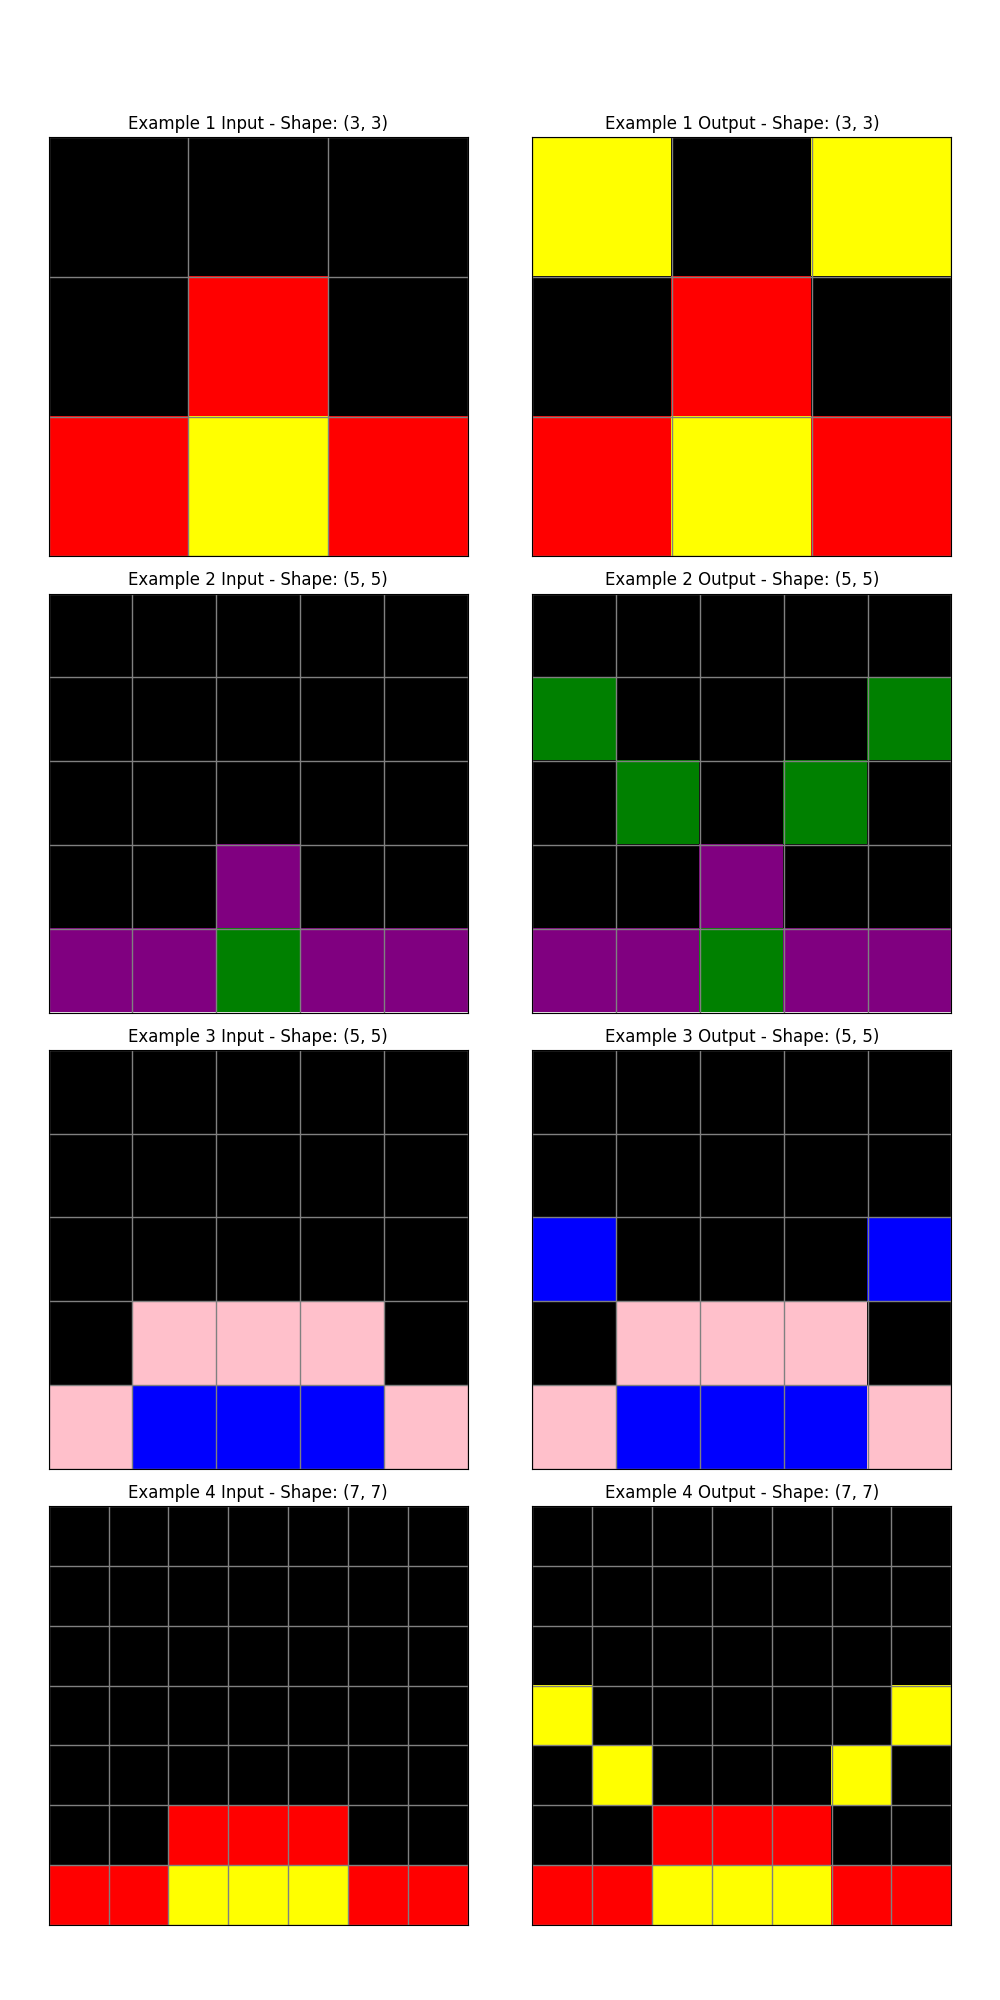 Example 1 Input - Shape: (3, 3)
Example 1 Output - Shape: (3, 3)
Example 2 Input - Shape: (5, 5)
Example 2 Output - Shape: (5, 5)
Example 3 Input - Shape: (5, 5)
Example 3 Output - Shape: (5, 5)
Example 4 Input - Shape: (7, 7)
Example 4 Output - Shape: (7, 7)